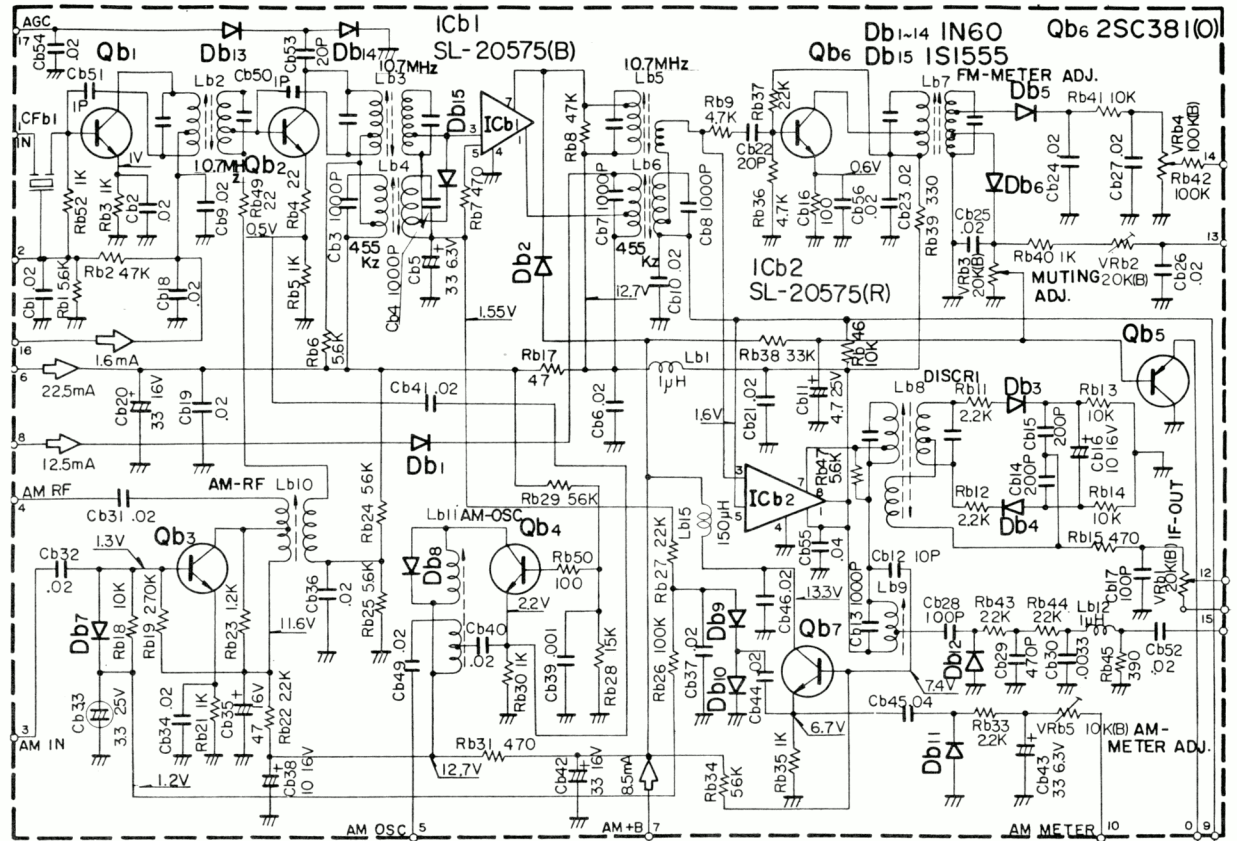 AGC
17
Cb54
.02
Qb1
Db13
Cb53
20P
Db14
ICb1
SL-20575(B)
10.7MHz
Lb3
Qb6
Db1~14 1N60
Db15 1S1555
Qb6 2SC381(O)
Cb51
1P
Lb2
Cb50
1P
Db15
3
5
7
4
1
ICb1
Rb8 47K
10.7MHz
Lb5
Rb9
4.7K
Rb37
22K
Cb22
20P
Lb7
FM-METER ADJ.
Db5
Rb41 10K
VRb4
100K(B)
14
Rb42
100K
1
IN
CFb1
1V
10.7MHz
Qb2
Lb4
Lb6
0.6V
Db6
Cb24 .02
Cb27 .02
Rb52 1K
Rb3 1K
Cb2
.02
Cb9 .02
Rb49
22
0.5V
Rb4 22
Cb3 1000P
455
Kz
Cb4 1000P
Cb5
33 6.3V
Rb7 470
Db2
Cb7 1000P
455
Kz
Cb8 1000P
Rb36
4.7K
Rb16
100
Cb56
.02
Cb23 .02
Rb39 330
Cb25
.02
13
2
Rb2 47K
Cb1 .02
Rb1 5.6K
Cb18
.02
Rb5 1K
1.55V
12.7V
Cb10 .02
ICb2
SL-20575(R)
VRb3
20K(B)
Rb40 1K
MUTING
ADJ.
VRb2
20K(B)
Cb26
.02
16
1.6mA
Rb6
5.6K
Rb17
47
Lb1
1μH
Rb38 33K
Rb46
10K
Qb5
6
22.5mA
Cb20
33 16V
Cb19
.02
Cb41 .02
Cb6 .02
1.6V
Cb21 .02
Cb11
4.7 25V
Lb8
DISCRI
Rb11
2.2K
Db3
Rb13
10K
Cb15
200P
Cb16
10 16V
8
12.5mA
Db1
Rb47
5.6K
Cb14
200P
AM RF
4
AM-RF
Lb10
Cb31 .02
Rb24 56K
Rb29 56K
3
5
7
8
4
ICb2
Rb12
2.2K
Db4
Rb14
10K
1.3V
Qb3
Lb11 AM-OSC
Qb4
Lb15
150μH
Cb55
.04
Rb15 470
IF-OUT
Cb32
.02
Db8
Rb50
100
Rb27 22K
Cb12 10P
Cb17
100P
VRb1
20K(B)
12
Db7
Rb18 10K
Rb19 270K
Rb23 1.2K
11.6V
Cb36
.02
Rb25 56K
2.2V
Db9
Cb46 .02
13.3V
Cb13 1000P
Lb9
Cb28
100P
Rb43
22K
Rb44
22K
Lb12
1μH
15
Cb49 .02
Cb40
1.02
Cb39 .001
Rb28 15K
Rb26 100K
Cb37 .02
Db10
Qb7
Db12
Cb29
470P
Cb30
.0033
Rb45
390
Cb52
.02
Cb33
33 25V
Cb34 .02
Rb21 1K
Cb35
47 16V
Rb22 22K
Rb30 1K
Cb44
.02
7.4V
3
AM IN
6.7V
Cb45 .04
Rb33
22K
VRb5
10K(B)
AM-
METER ADJ.
Rb31 470
1.2V
Cb38
10 16V
12.7V
Cb42
33 16V
8.5mA
Rb34
56K
Rb35 1K
Db11
Cb43
33 6.3V
AM OSC
5
AM+B
7
AM METER
10
0
9